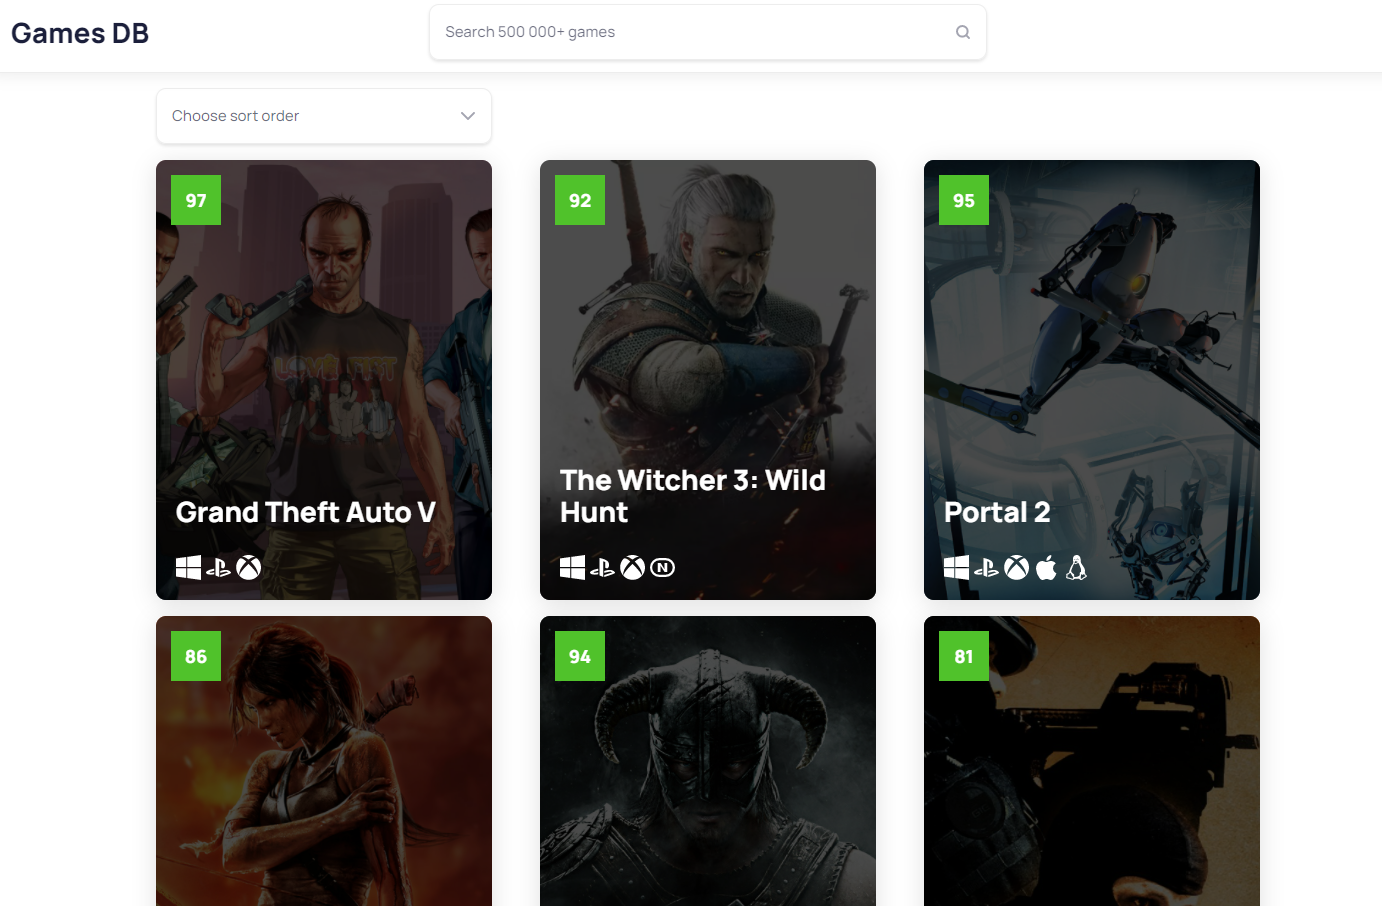 Games DB
Search 500 000+ games
Choose sort order
97
Grand Theft Auto V
92
The Witcher 3: Wild
Hunt
N
95
Portal 2
86
94
81